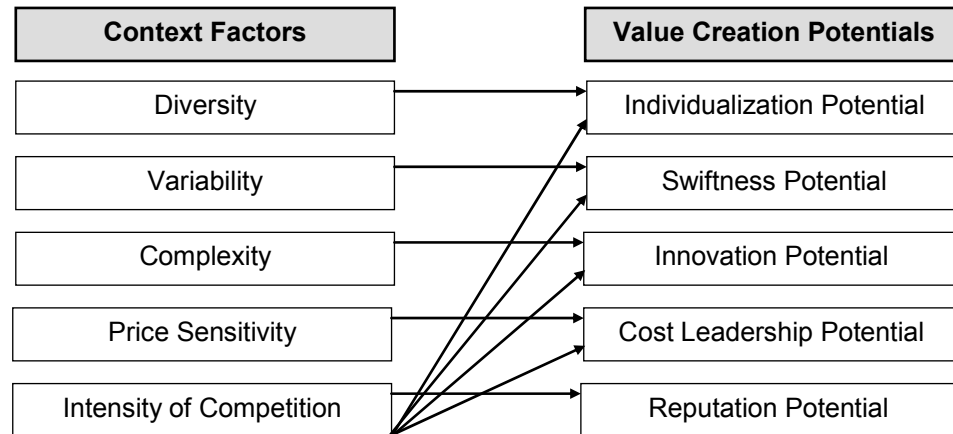 Context Factors
Value Creation Potentials
Diversity
Individualization Potential
Variability
Swiftness Potential
Complexity
Innovation Potential
Price Sensitivity
Cost Leadership Potential
Intensity of Competition
Reputation Potential